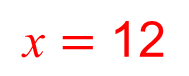 x = 12